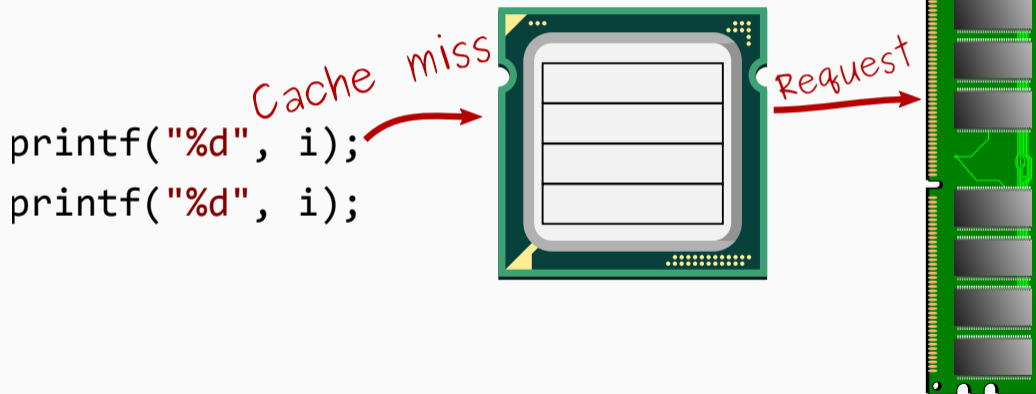 Cache miss
Request
printf("%d", i);
printf("%d", i);